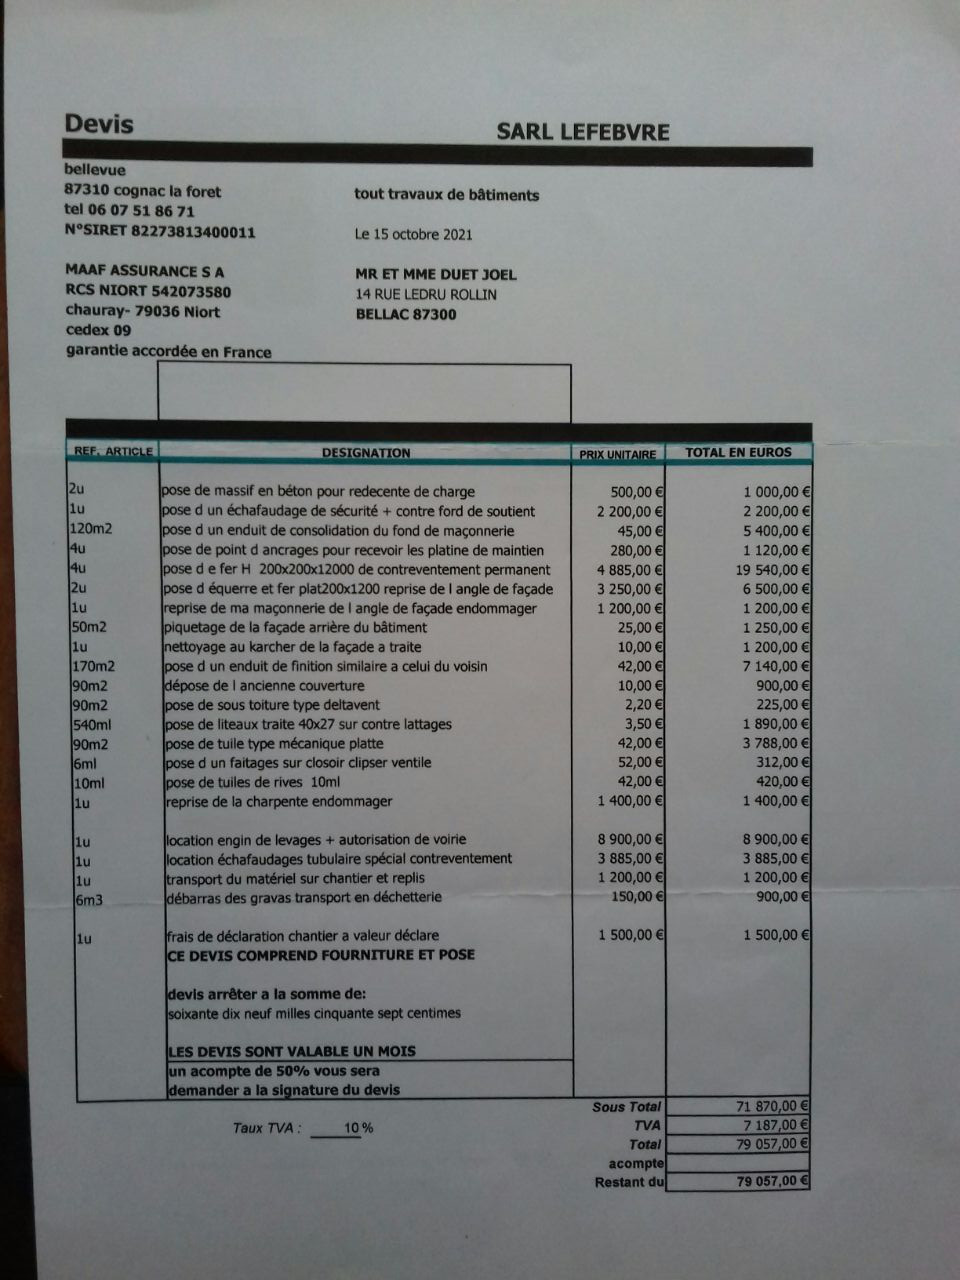 Devis SARL LEFEBVRE
bellevue
87310 cognac la foret tout travaux de bâtiments
tel 06 07 51 86 71
N°SIRET 82273813400011 Le 15 octobre 2021
MAAF ASSURANCE S A MR ET MME DUET JOEL
RCS NIORT 542073580 14 RUE LEDRU ROLLIN
chauray- 79036 Niort BELLAC 87300
cedex 09
garantie accordée en France
REF. ARTICLE DESIGNATION PRIX UNITAIRE TOTAL EN EUROS
2u pose de massif en béton pour redecente de charge 500,00 € 1 000,00 €
1u pose d un échafaudage de sécurité + contre ford de soutient 2 200,00 € 2 200,00 €
120m2 pose d un enduit de consolidation du fond de maçonnerie 45,00 € 5 400,00 €
4u pose de point d ancrages pour recevoir les platine de maintien 280,00 € 1 120,00 €
4u pose d e fer H 200x200x12000 de contreventement permanent 4 885,00 € 19 540,00 €
2u pose d équerre et fer plat200x1200 reprise de l angle de façade 3 250,00 € 6 500,00 €
1u reprise de ma maçonnerie de l angle de façade endommager 1 200,00 € 1 200,00 €
50m2 piquetage de la façade arrière du bâtiment 25,00 € 1 250,00 €
1u nettoyage au karcher de la façade a traite 10,00 € 1 200,00 €
170m2 pose d un enduit de finition similaire a celui du voisin 42,00 € 7 140,00 €
90m2 dépose de l ancienne couverture 10,00 € 900,00 €
90m2 pose de sous toiture type deltavent 2,20 € 225,00 €
540ml pose de liteaux traite 40x27 sur contre lattages 3,50 € 1 890,00 €
90m2 pose de tuile type mécanique platte 42,00 € 3 788,00 €
6ml pose d un faitages sur closoir clipser ventile 52,00 € 312,00 €
10ml pose de tuiles de rives 10ml 42,00 € 420,00 €
1u reprise de la charpente endommager 1 400,00 € 1 400,00 €
1u location engin de levages + autorisation de voirie 8 900,00 € 8 900,00 €
1u location échafaudages tubulaire spécial contreventement 3 885,00 € 3 885,00 €
1u transport du matériel sur chantier et replis 1 200,00 € 1 200,00 €
6m3 débarras des gravas transport en déchetterie 150,00 € 900,00 €
1u frais de déclaration chantier a valeur déclare 1 500,00 € 1 500,00 €
CE DEVIS COMPREND FOURNITURE ET POSE
devis arrêter a la somme de:
soixante dix neuf milles cinquante sept centimes
LES DEVIS SONT VALABLE UN MOIS
un acompte de 50% vous sera
demander a la signature du devis
Sous Total 71 870,00 €
Taux TVA : 10 % TVA 7 187,00 €
Total 79 057,00 €
acompte
Restant du 79 057,00 €